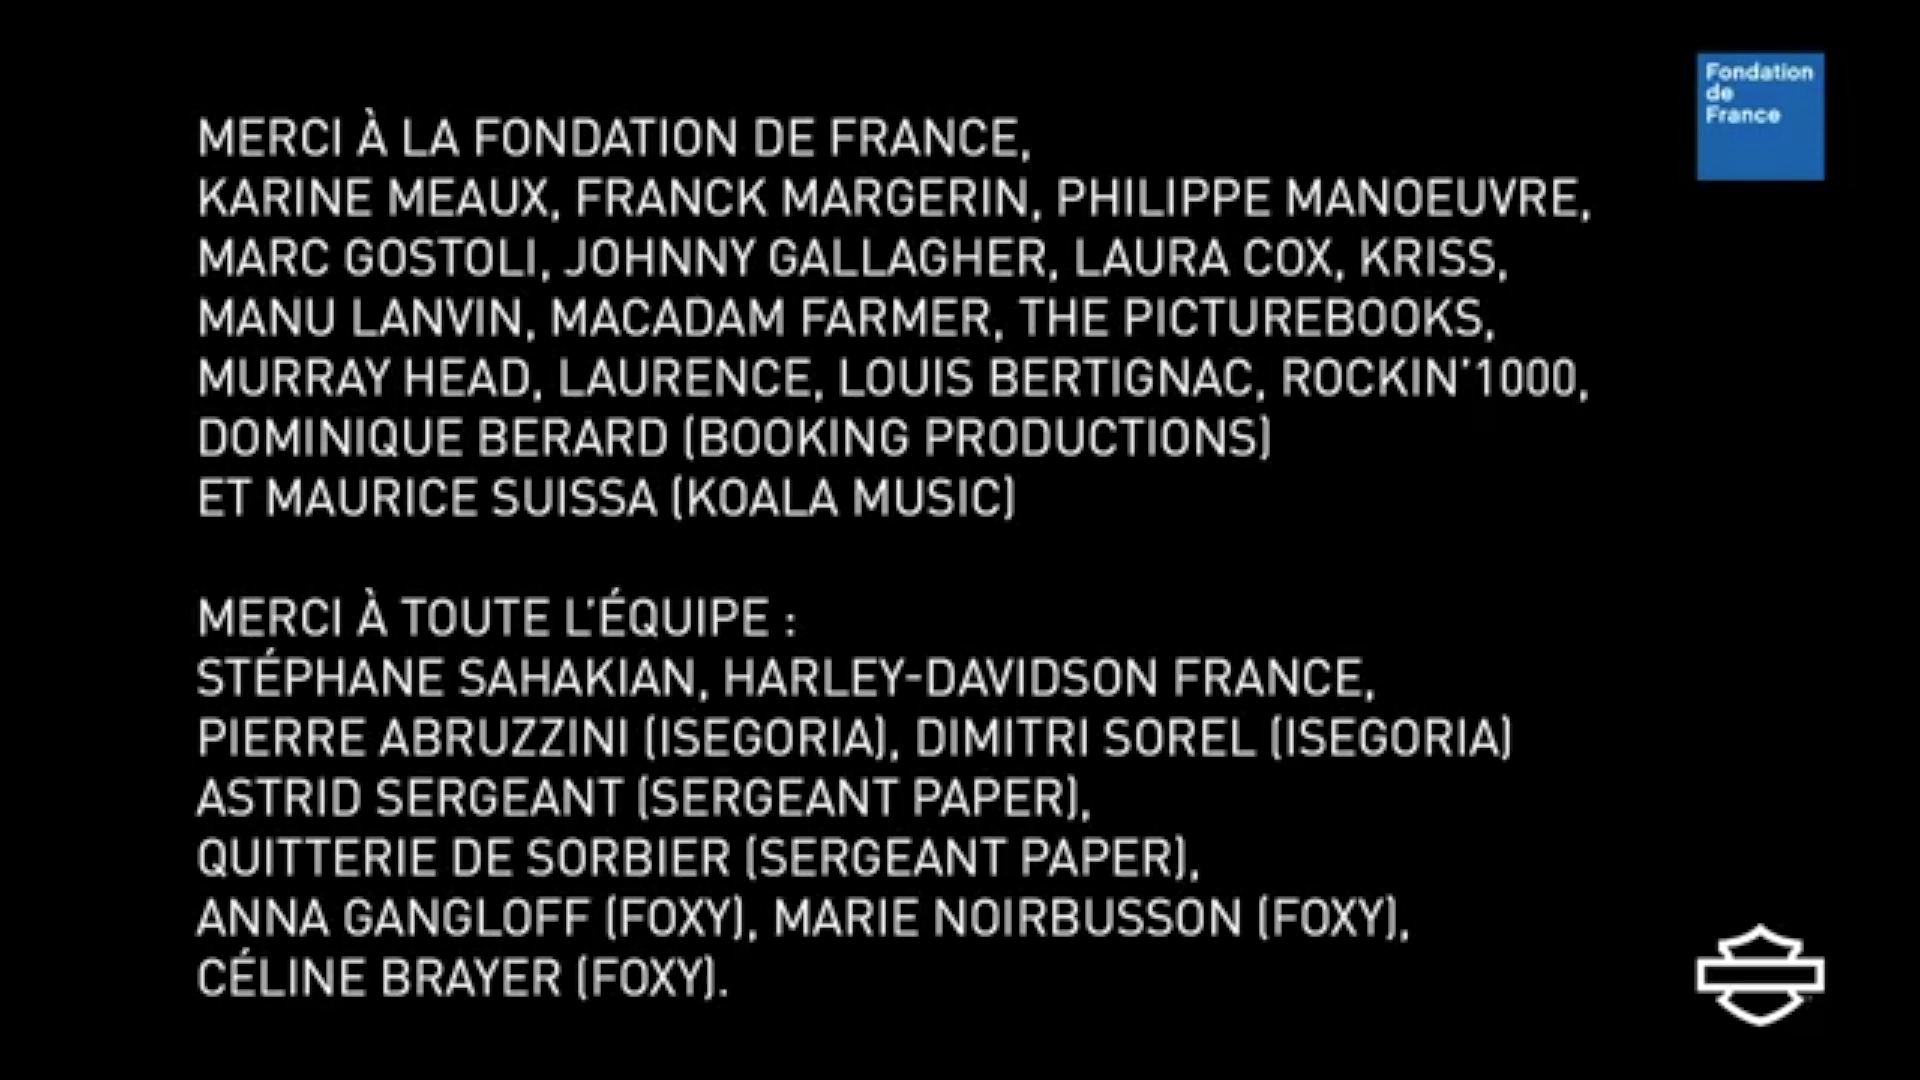 Fondation
de
France
MERCI À LA FONDATION DE FRANCE,
KARINE MEAUX, FRANCK MARGERIN, PHILIPPE MANOEUVRE,
MARC GOSTOLI, JOHNNY GALLAGHER, LAURA COX, KRISS,
MANU LANVIN, MACADAM FARMER, THE PICTUREBOOKS,
MURRAY HEAD, LAURENCE, LOUIS BERTIGNAC, ROCKIN'1000,
DOMINIQUE BERARD (BOOKING PRODUCTIONS)
ET MAURICE SUISSA (KOALA MUSIC)
MERCI À TOUTE L'ÉQUIPE :
STÉPHANE SAHAKIAN, HARLEY-DAVIDSON FRANCE,
PIERRE ABRUZZINI (ISEGORIA), DIMITRI SOREL (ISEGORIA)
ASTRID SERGEANT (SERGEANT PAPER),
QUITTERIE DE SORBIER (SERGEANT PAPER),
ANNA GANGLOFF (FOXY), MARIE NOIRBUSSON (FOXY),
CÉLINE BRAYER (FOXY).